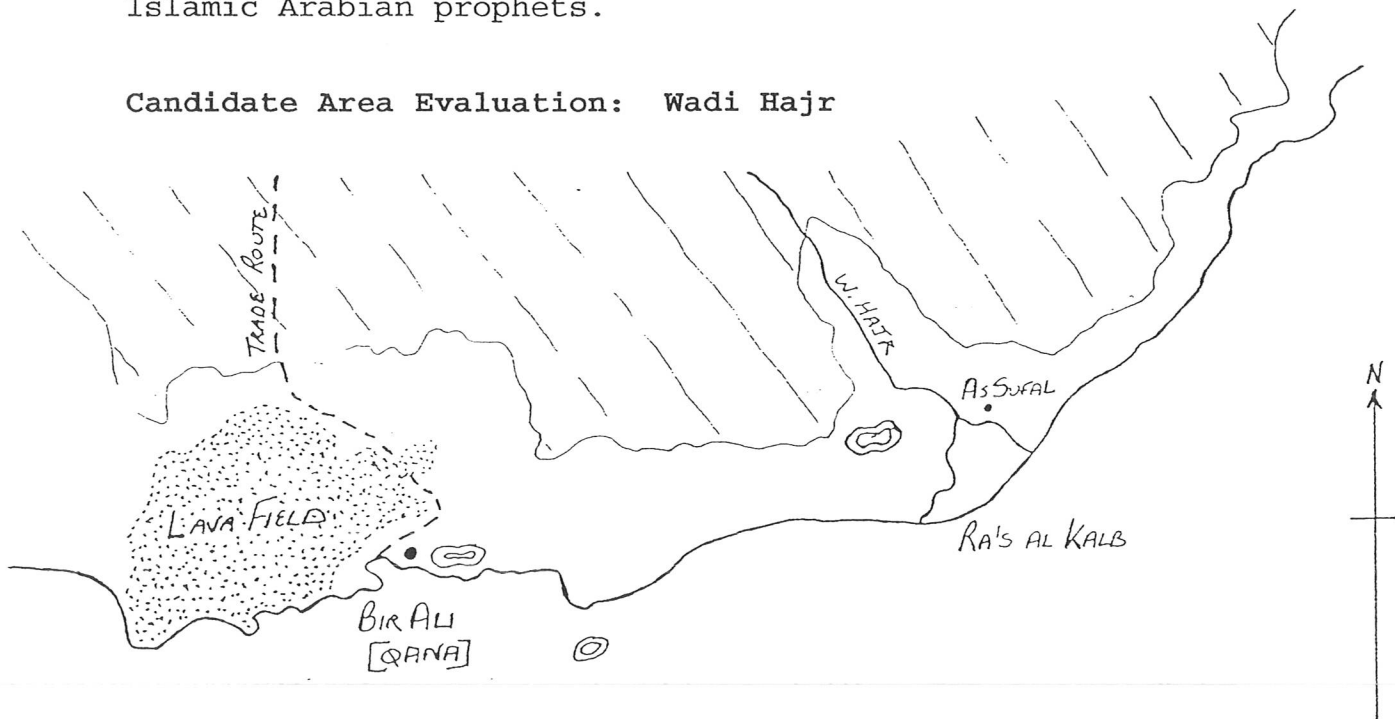 Islamic Arabian prophets.
Candidate Area Evaluation: Wadi Hajr
TRADE ROUTE
W. HAJR
AS SUFAL
N
LAVA FIELD
RA'S AL KALB
BIR ALI
[QANA]